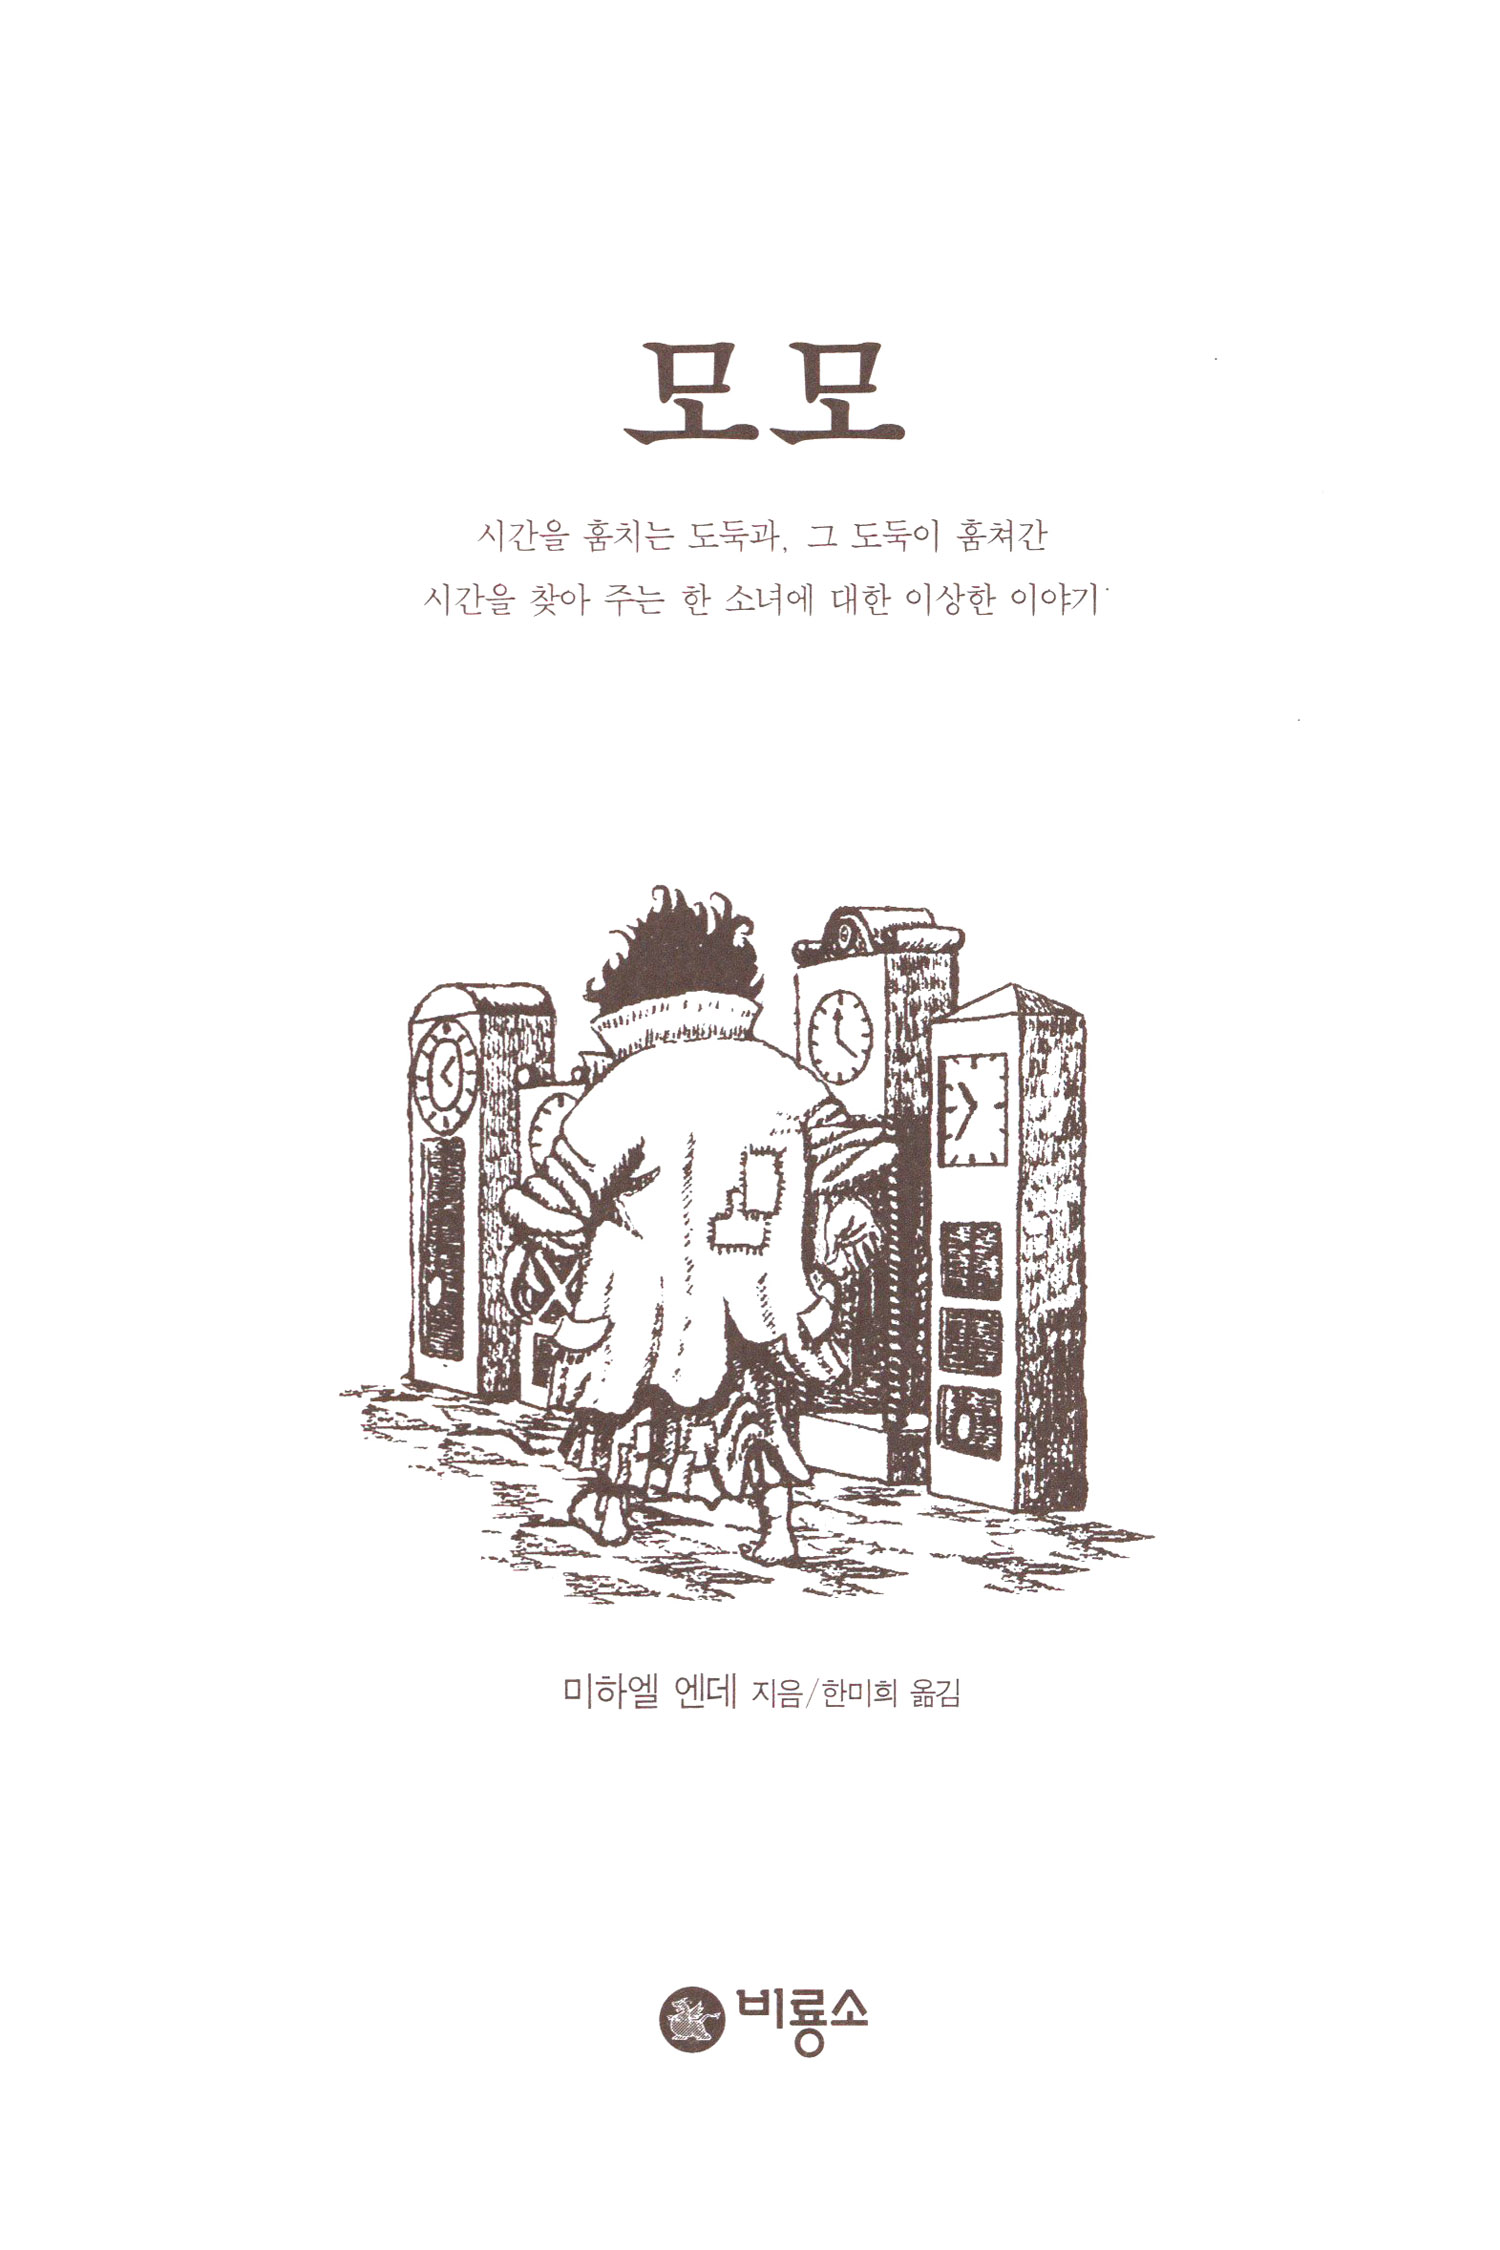 모모
시간을 훔치는 도둑과, 그 도둑이 훔쳐간
시간을 찾아 주는 한 소녀에 대한 이상한 이야기
미하엘 엔데 지음/한미희 옮김
비룡소